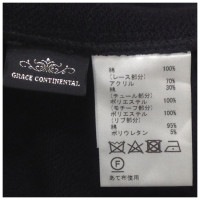 GRACE CONTINENTAL
綿 100%
(レース部分)
アクリル 70%
綿 30%
(チュール部分)
ポリエステル 100%
(モチーフ部分)
ポリエステル 100%
(リブ部分)
綿 95%
ポリウレタン 5%
あて布使用